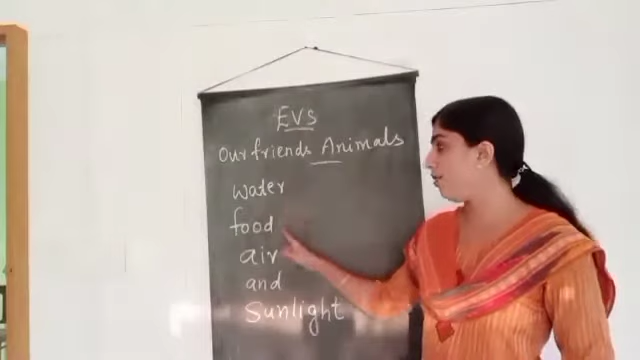 EVS
Our friends Animals
water
food
air
and
Sunlight